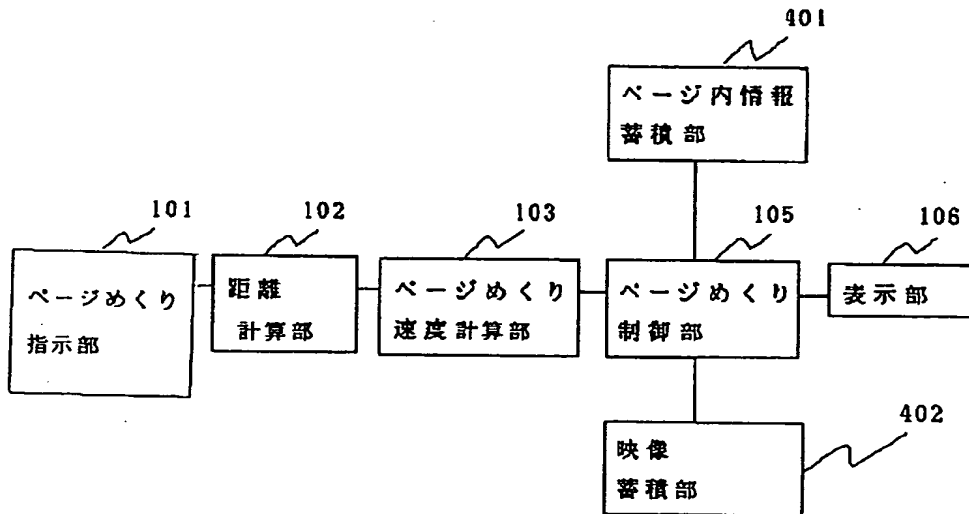 401
ページ内情報
蓄積部
101
102
103
105
106
ページめくり
指示部
距離
計算部
ページめくり
速度計算部
ページめくり
制御部
表示部
402
映像
蓄積部